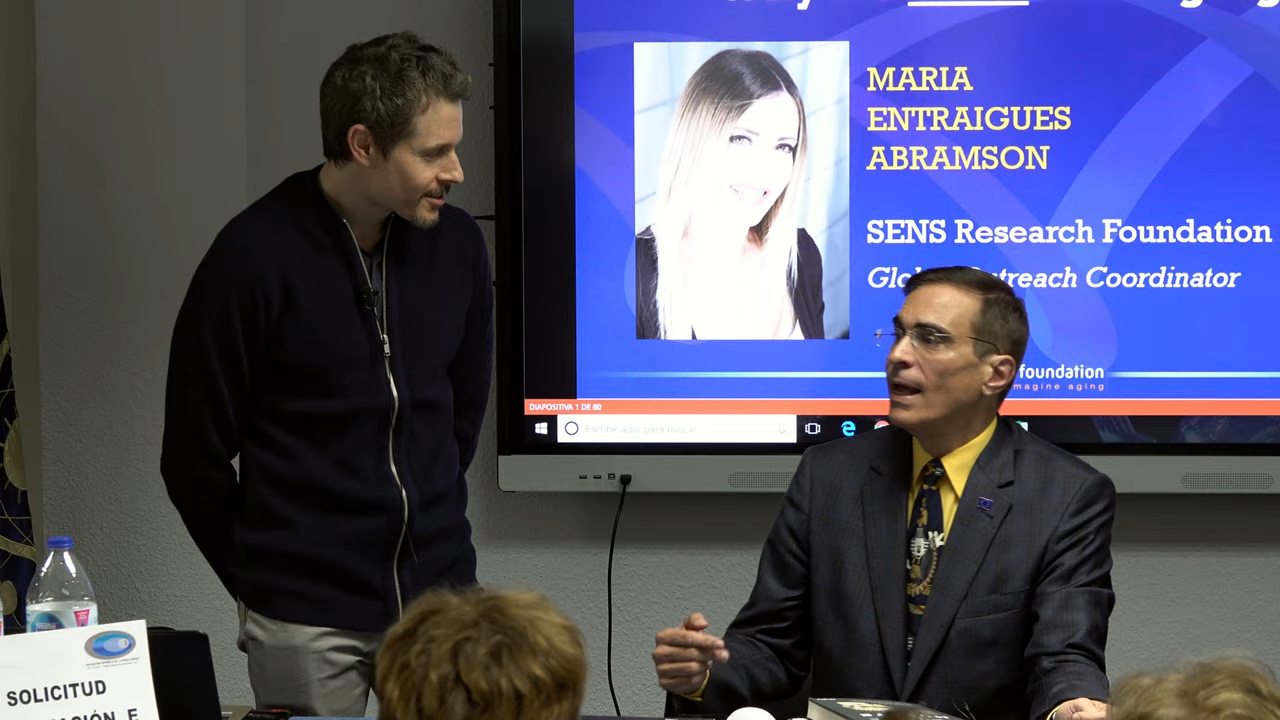 MARIA
ENTRAIGUES
ABRAMSON
SENS Research Foundation
Outreach Coordinator
foundation
imagine aging
DIAPOSITIVA 1 DE 80
Escribe aquí para buscar
SOLICITUD
E